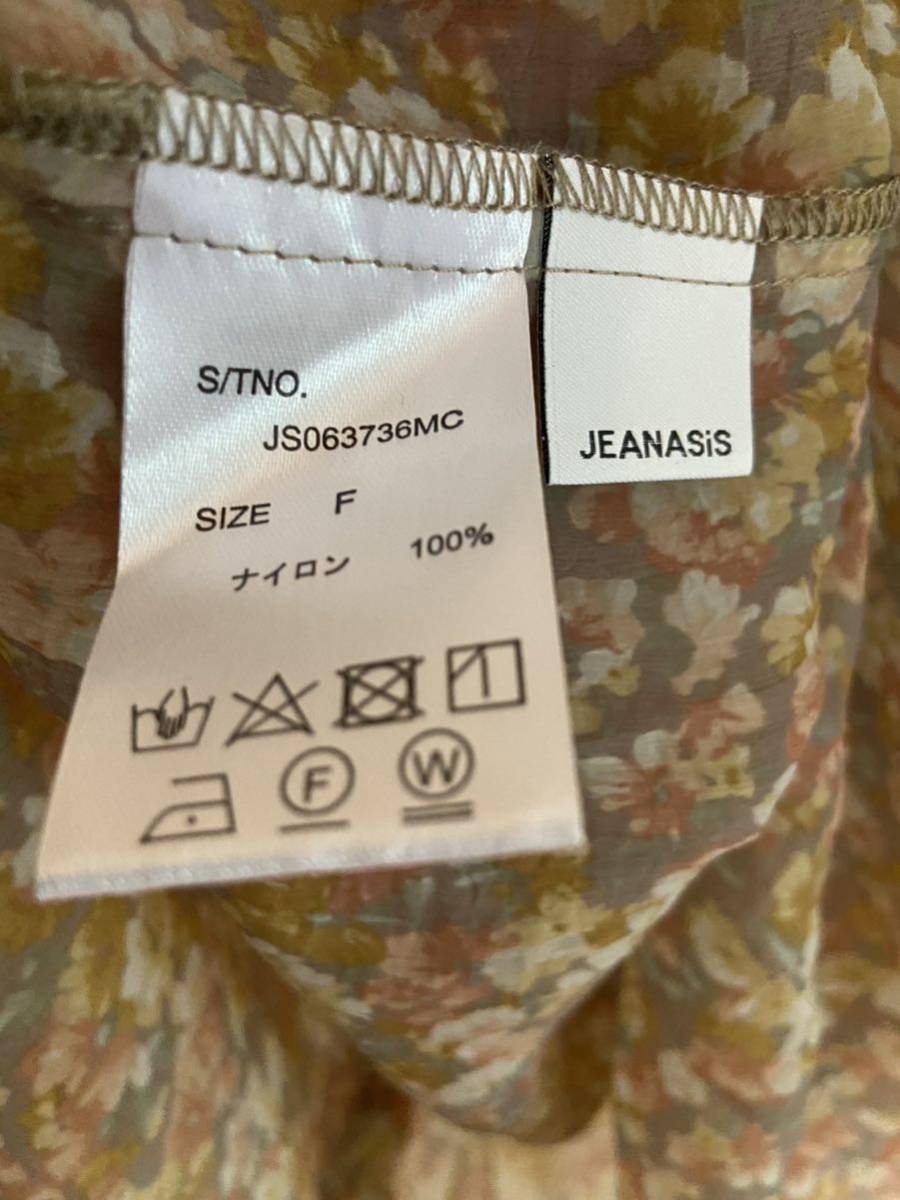 S/TNO.
JS063736MC
SIZE F
ナイロン 100%
F W
JEANASiS